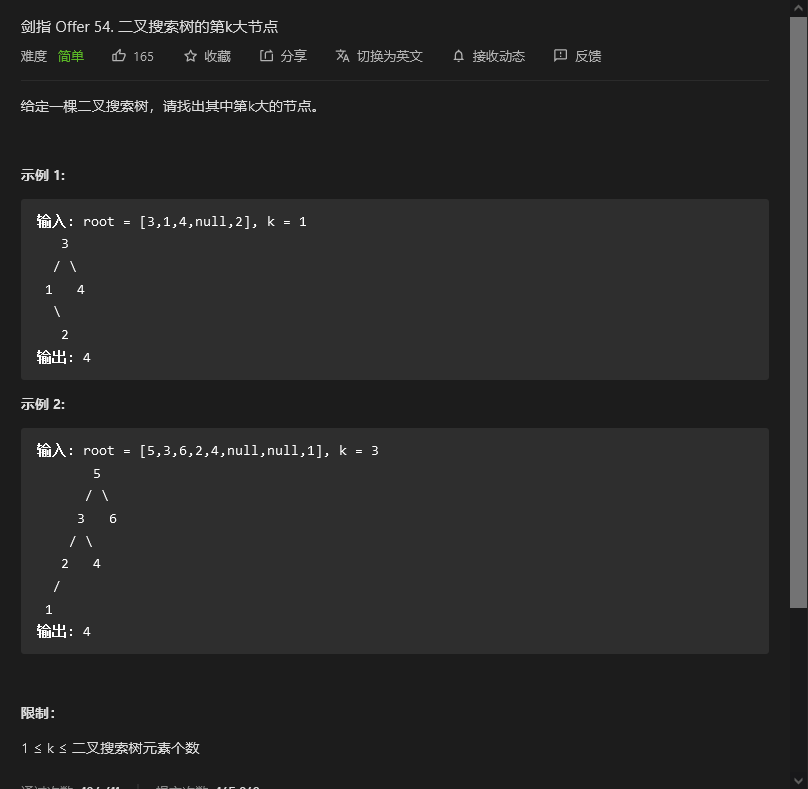 剑指 Offer 54. 二叉搜索树的第k大节点
难度 简单 165 收藏 分享 切换为英文 接收动态 反馈
给定一棵二叉搜索树，请找出其中第k大的节点。
示例 1:
输入: root = [3,1,4,null,2], k = 1
3
/ \
1 4
\
2
输出: 4
示例 2:
输入: root = [5,3,6,2,4,null,null,1], k = 3
5
/ \
3 6
/ \
2 4
/
1
输出: 4
限制：
1 ≤ k ≤ 二叉搜索树元素个数